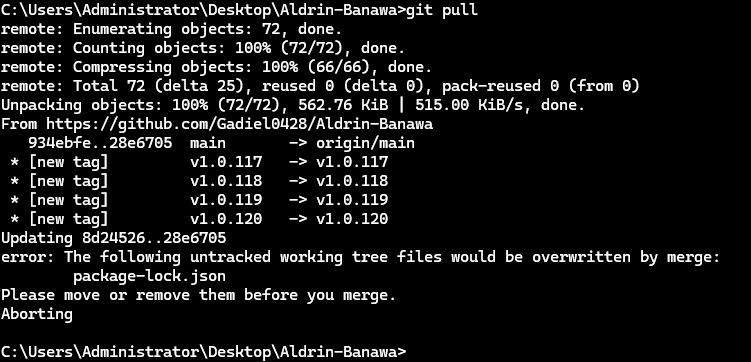 C:\Users\Administrator\Desktop\Aldrin-Banawa>git pull
remote: Enumerating objects: 72, done.
remote: Counting objects: 100% (72/72), done.
remote: Compressing objects: 100% (66/66), done.
remote: Total 72 (delta 25), reused 0 (delta 0), pack-reused 0 (from 0)
Unpacking objects: 100% (72/72), 562.76 KiB | 515.00 KiB/s, done.
From https://github.com/Gadiel0428/Aldrin-Banawa
   934ebfe..28e6705  main       -> origin/main
 * [new tag]         v1.0.117   -> v1.0.117
 * [new tag]         v1.0.118   -> v1.0.118
 * [new tag]         v1.0.119   -> v1.0.119
 * [new tag]         v1.0.120   -> v1.0.120
Updating 8d24526..28e6705
error: The following untracked working tree files would be overwritten by merge:
        package-lock.json
Please move or remove them before you merge.
Aborting
C:\Users\Administrator\Desktop\Aldrin-Banawa>